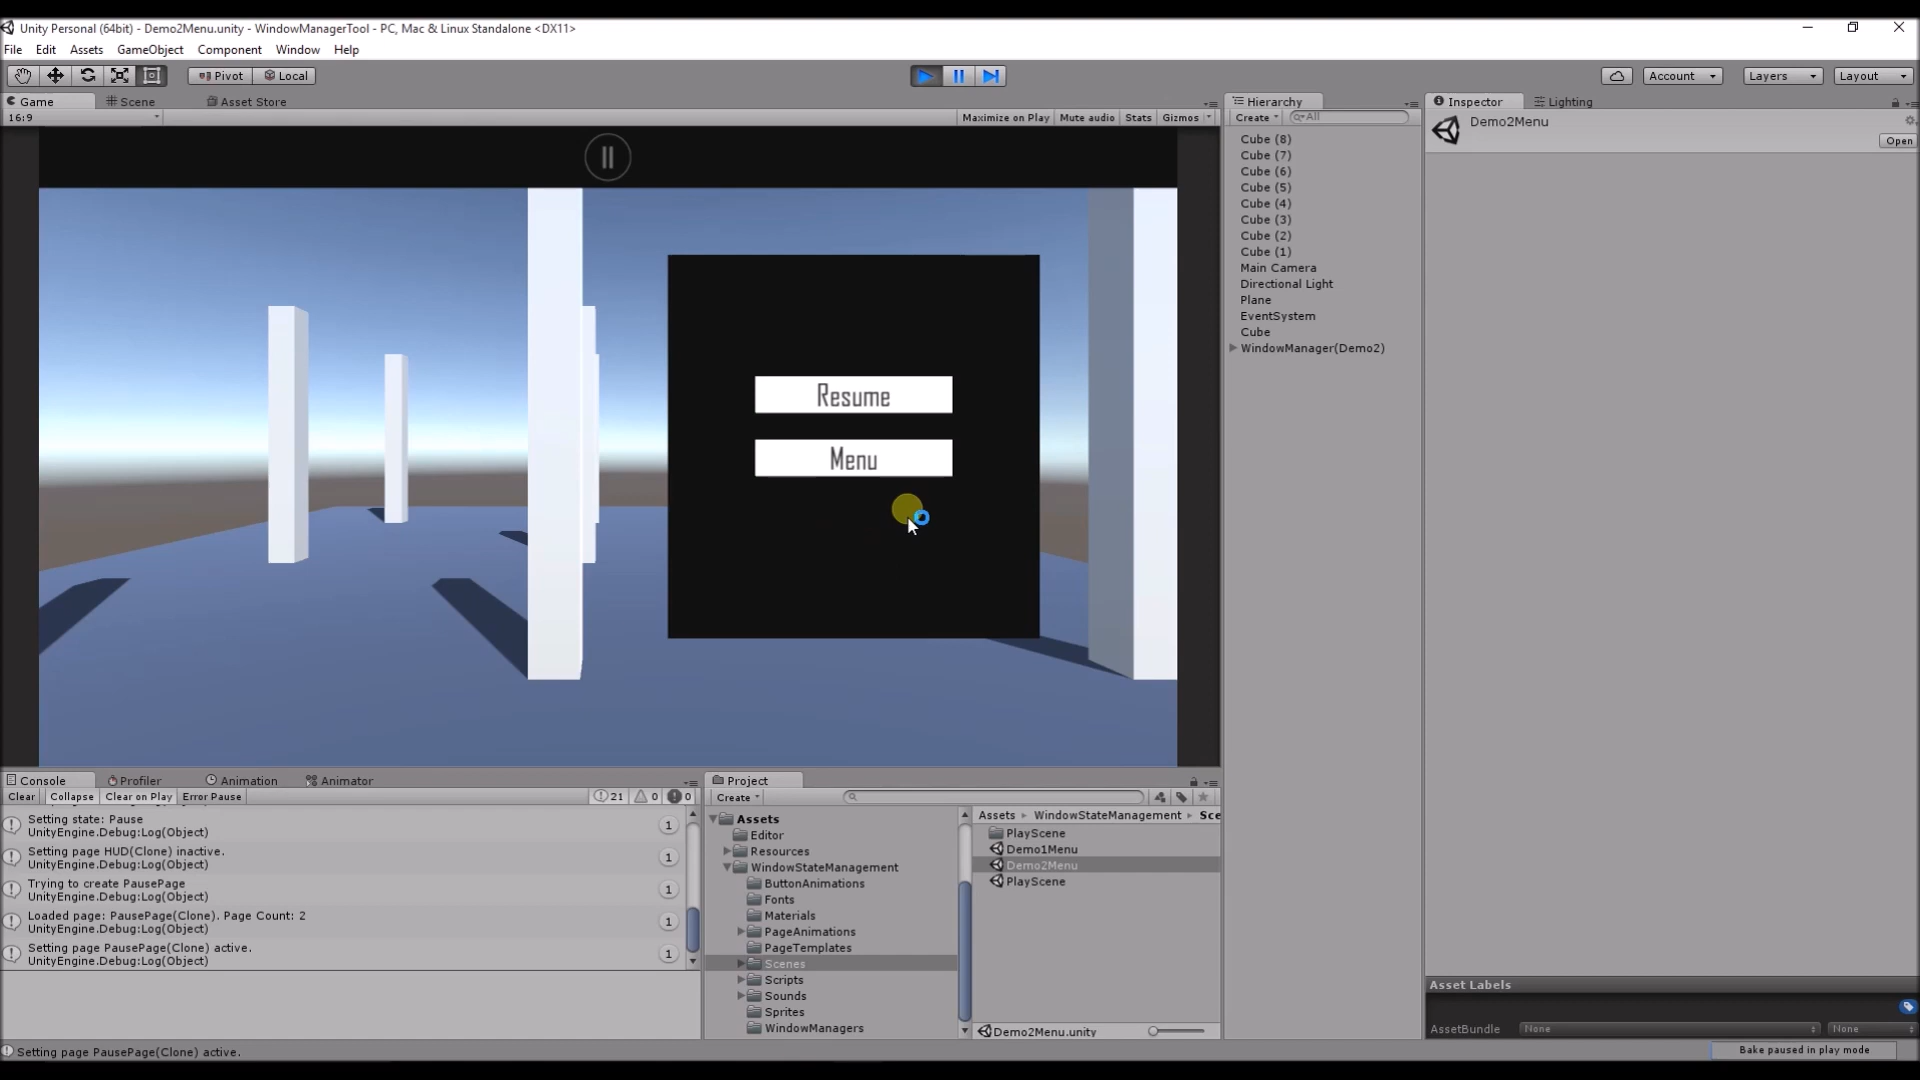 Unity Personal (64bit) - Demo2Menu.unity - WindowManagerTool - PC, Mac & Linux Standalone <DX11>
File Edit Assets GameObject Component Window Help
Pivot Local Account Layers Layout
Game Scene Asset Store
16:9 Maximize on Play Mute audio Stats Gizmos
Resume
Menu
Hierarchy
Create All
Cube (8)
Cube (7)
Cube (6)
Cube (5)
Cube (4)
Cube (3)
Cube (2)
Cube (1)
Main Camera
Directional Light
Plane
EventSystem
Cube
WindowManager(Demo2)
Inspector Lighting
Demo2Menu
Open
Console Profiler Animation Animator
Clear Collapse Clear on Play Error Pause 21 0 0
Setting state: Pause
UnityEngine.Debug:Log(Object) 1
Setting page HUD(Clone) inactive.
UnityEngine.Debug:Log(Object) 1
Trying to create PausePage
UnityEngine.Debug:Log(Object) 1
Loaded page: PausePage(Clone). Page Count: 2
UnityEngine.Debug:Log(Object) 1
Setting page PausePage(Clone) active.
UnityEngine.Debug:Log(Object) 1
Project
Create
Assets
Editor
Resources
WindowStateManagement
ButtonAnimations
Fonts
Materials
PageAnimations
PageTemplates
Scenes
Scripts
Sounds
Sprites
WindowManagers
Assets WindowStateManagement Sce
PlayScene
Demo1Menu
Demo2Menu
PlayScene
Demo2Menu.unity
Asset Labels
AssetBundle None None
Setting page PausePage(Clone) active.
Bake paused in play mode